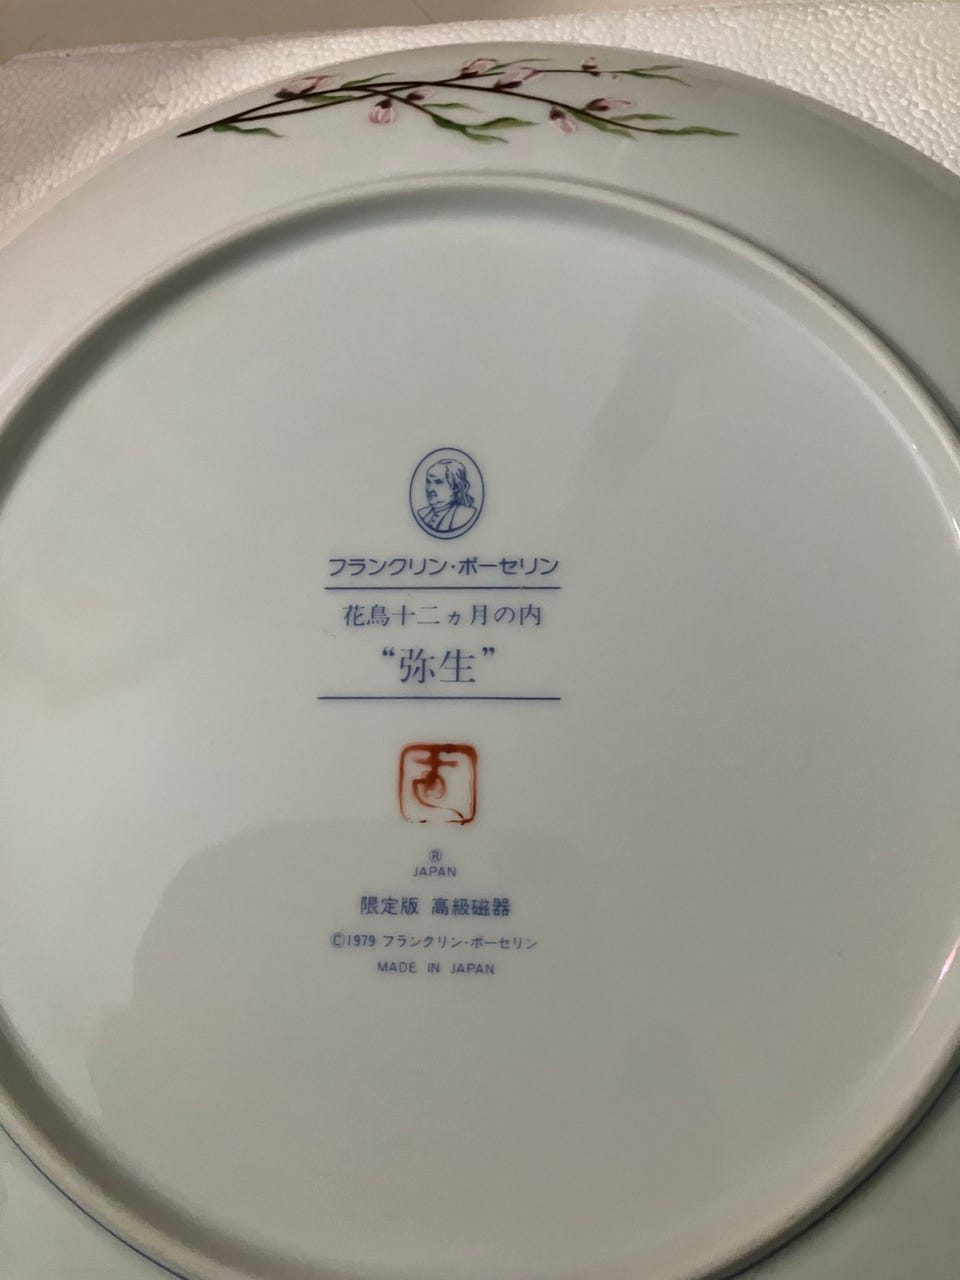 フランクリン・ポーセリン
花鳥十二ヵ月の内
“弥生”
®
JAPAN
限定版 高級磁器
©1979 フランクリン・ポーセリン
MADE IN JAPAN